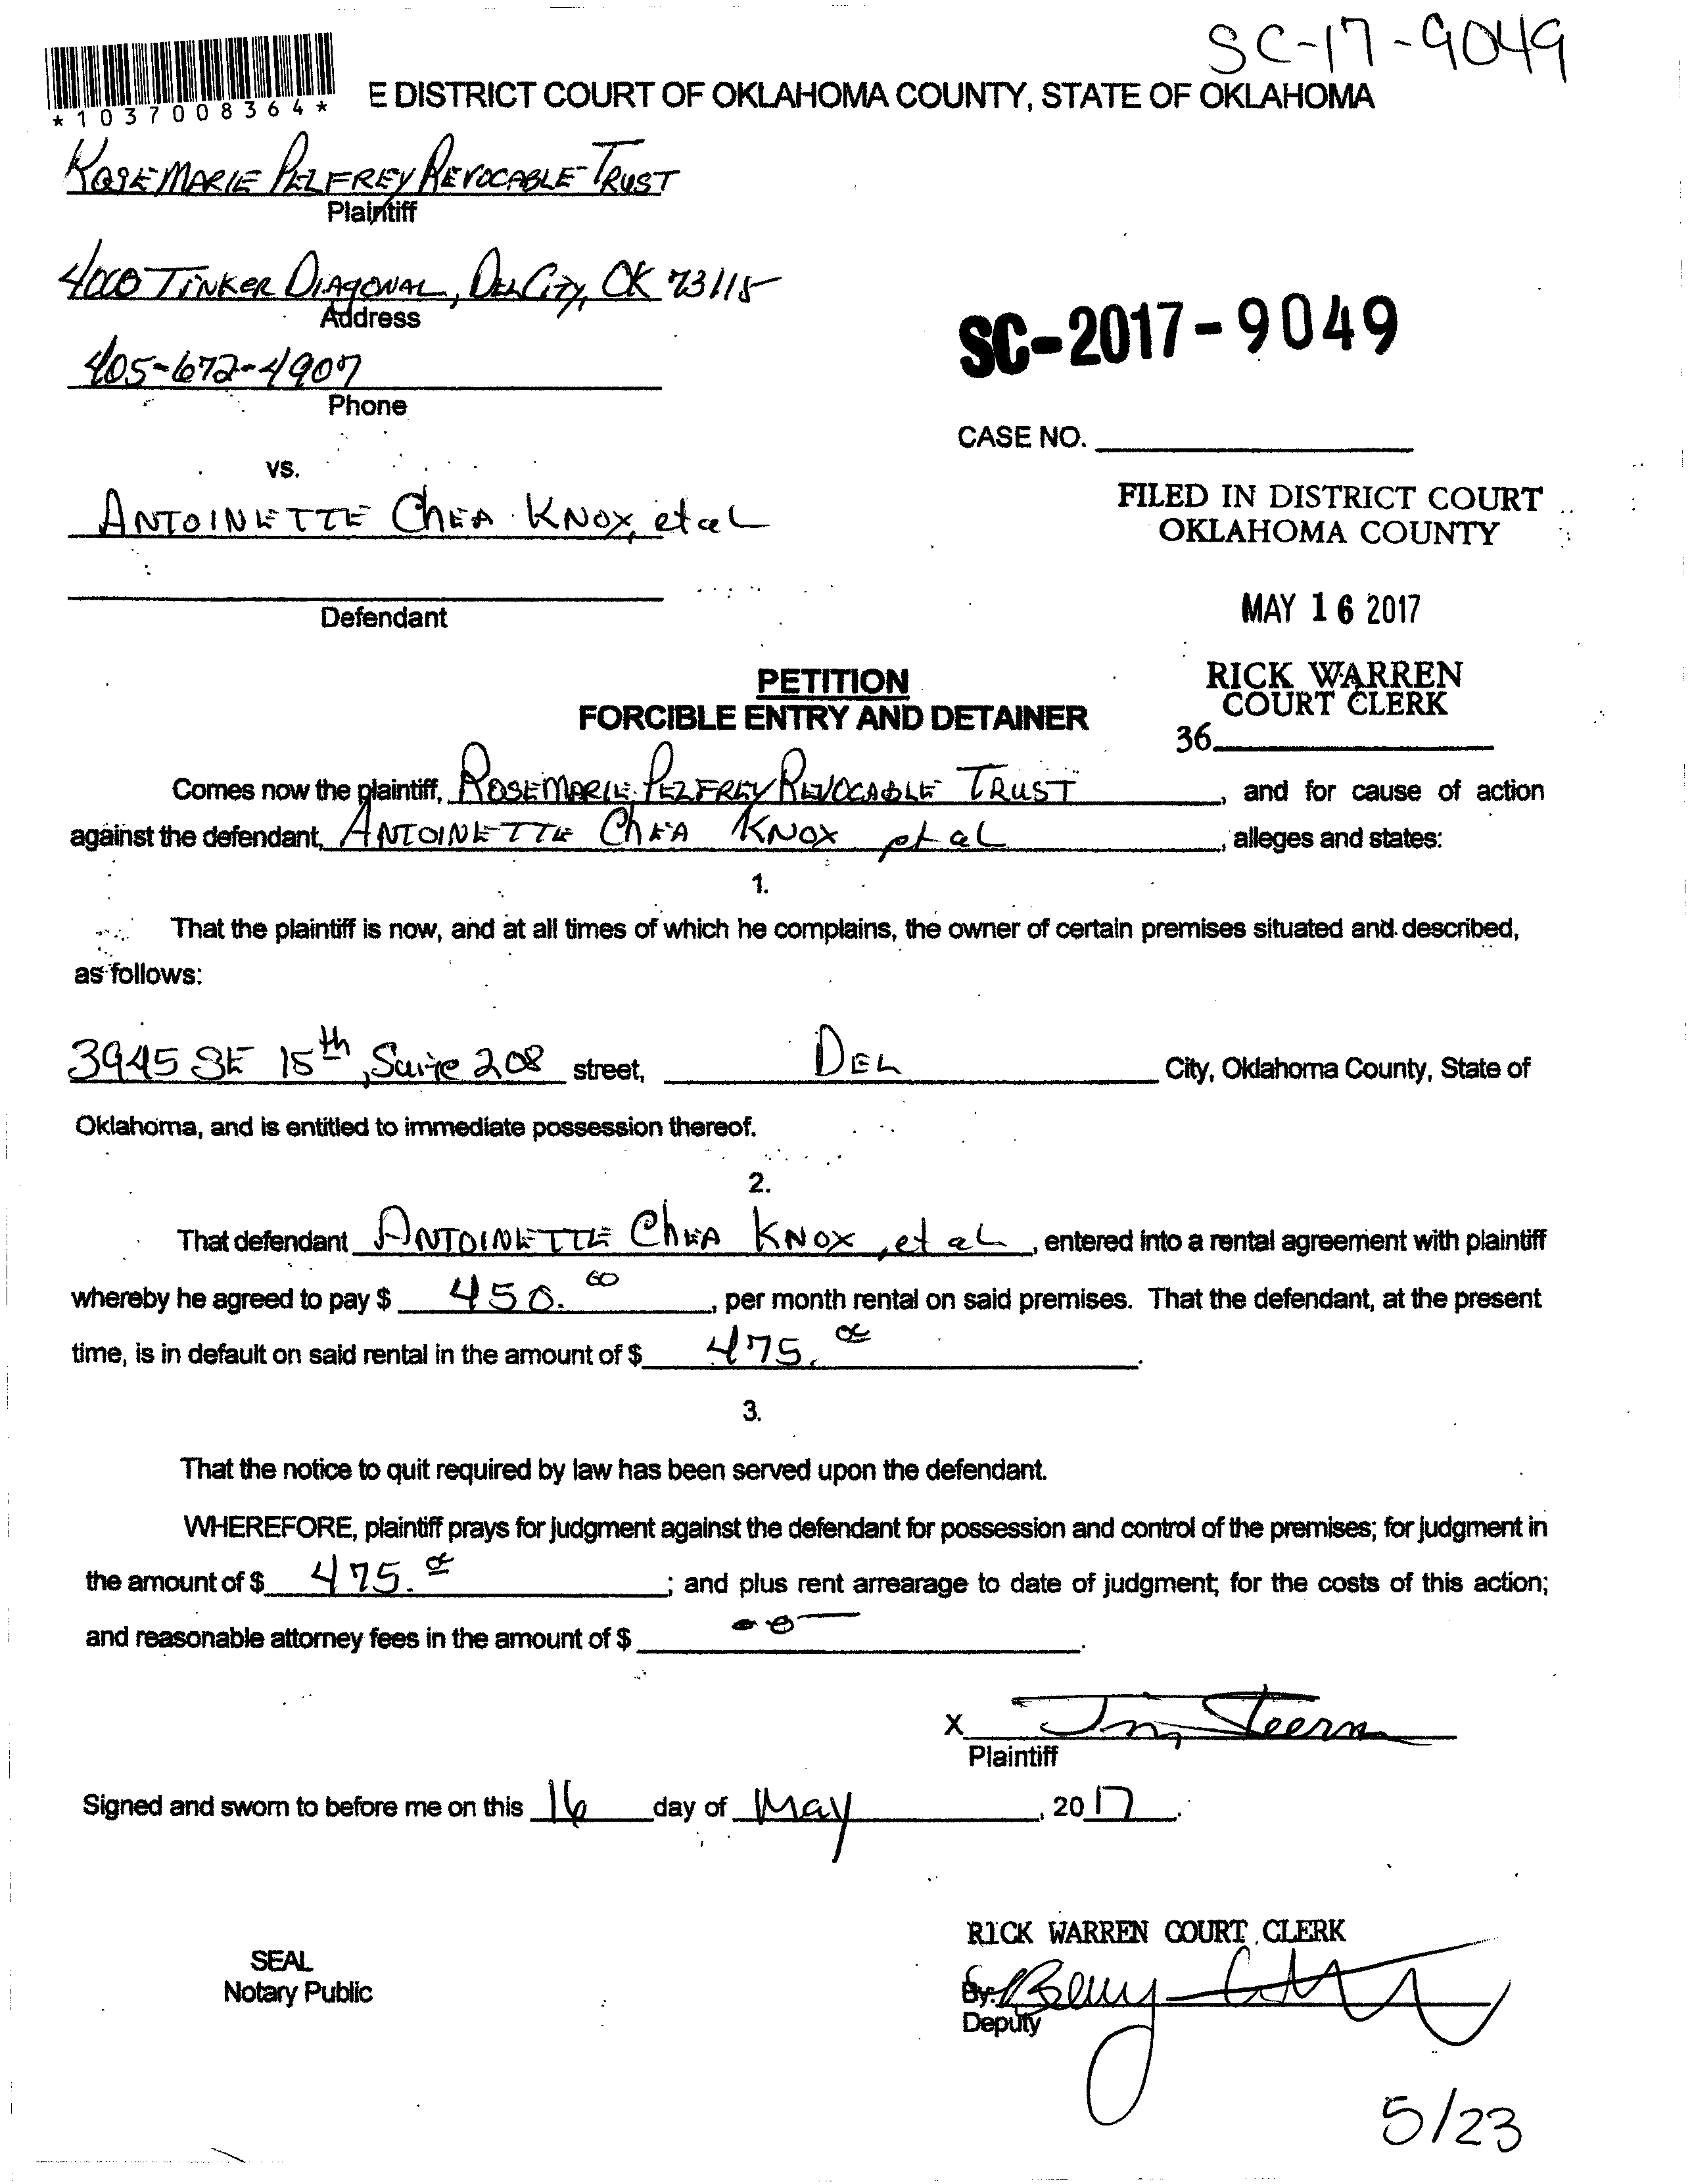 SC-17-9049
*1037008364*
E DISTRICT COURT OF OKLAHOMA COUNTY, STATE OF OKLAHOMA
ROSEMARIE PELFREY REVOCABLE TRUST
Plaintiff
4000 TINKER DIAGONAL, DEL CITY, OK 73115
Address
SC-2017-9049
405-672-4907
Phone
CASE NO.
vs.
FILED IN DISTRICT COURT
OKLAHOMA COUNTY
ANTOINETTE ChEA KNOX, et al
Defendant
MAY 16 2017
PETITION
FORCIBLE ENTRY AND DETAINER
RICK WARREN
COURT CLERK
36
Comes now the plaintiff, ROSEMARIE PELFREY REVOCABLE TRUST, and for cause of action
against the defendant, ANTOINETTE ChEA KNOX et al, alleges and states:
1.
That the plaintiff is now, and at all times of which he complains, the owner of certain premises situated and described,
as follows:
3945 SE 15th, Suite 208 street, DEL City, Oklahoma County, State of
Oklahoma, and is entitled to immediate possession thereof.
2.
That defendant ANTOINETTE ChEA KNOX, et al, entered into a rental agreement with plaintiff
whereby he agreed to pay $ 450.00, per month rental on said premises. That the defendant, at the present
time, is in default on said rental in the amount of $ 475.00.
3.
That the notice to quit required by law has been served upon the defendant.
WHEREFORE, plaintiff prays for judgment against the defendant for possession and control of the premises; for judgment in
the amount of $ 475.00; and plus rent arrearage to date of judgment; for the costs of this action;
and reasonable attorney fees in the amount of $ -0-.
X
Plaintiff
Signed and sworn to before me on this 16 day of May, 2017.
RICK WARREN COURT CLERK
SEAL
Notary Public
By:
Deputy
5/23